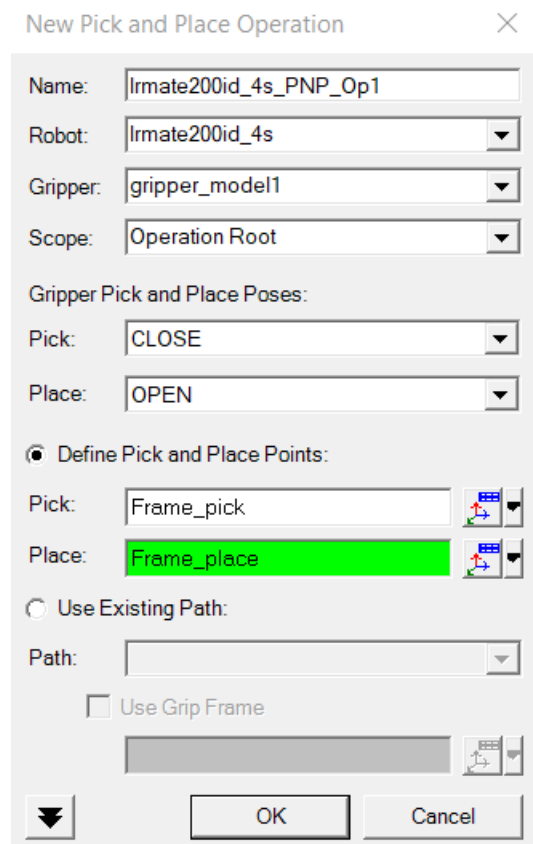 New Pick and Place Operation
Name: lrmate200id_4s_PNP_Op1
Robot: lrmate200id_4s
Gripper: gripper_model1
Scope: Operation Root
Gripper Pick and Place Poses:
Pick: CLOSE
Place: OPEN
Define Pick and Place Points:
Pick: Frame_pick
Place: Frame_place
Use Existing Path:
Path:
Use Grip Frame
OK Cancel